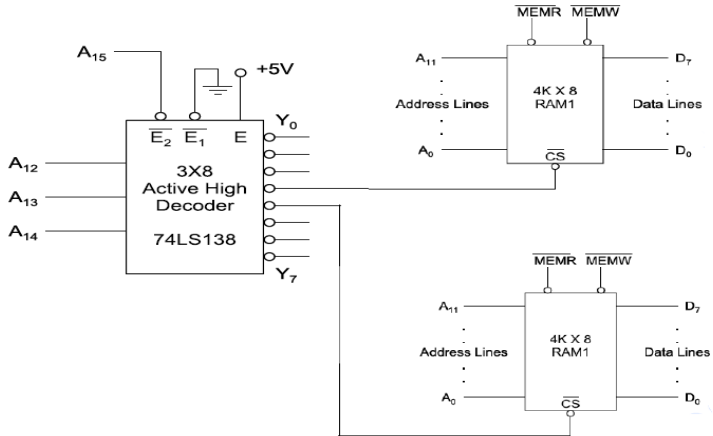 A15
+5V
E2 E1 E
Y0
A12
A13
A14
3X8
Active High
Decoder
74LS138
Y7
MEMR MEMW
A11
D7
4K X 8
RAM1
Address Lines
Data Lines
A0
D0
CS
MEMR MEMW
A11
D7
4K X 8
RAM1
Address Lines
Data Lines
A0
D0
CS